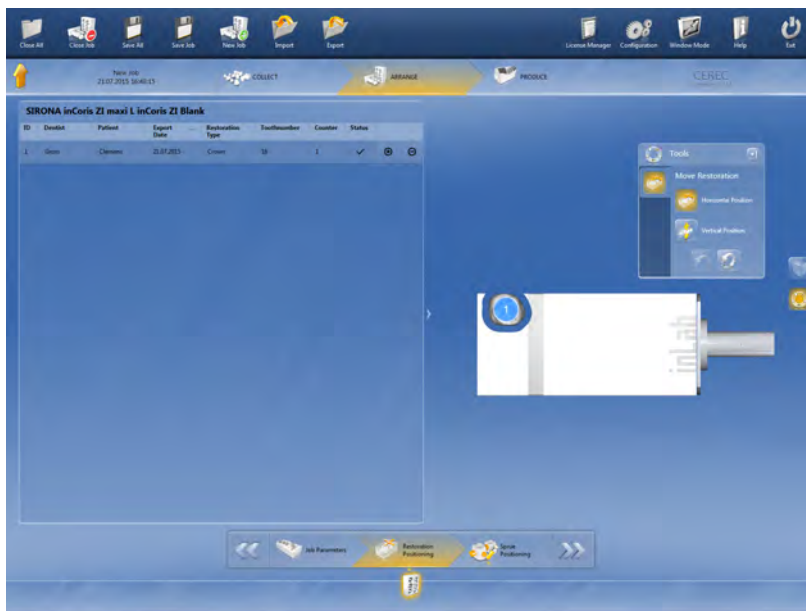 Close All
Close Job
Save All
Save Job
New Job
Import
Export
License Manager
Configuration
Window Mode
Help
Exit
New Job
21.07.2015 16:40:15
COLLECT
ARRANGE
PRODUCE
CEREC
SIRONA inCoris ZI maxi L inCoris ZI Blank
ID Dentist Patient Export Date ... Restoration Type Toothnumber Counter Status
1 Clemens 21.07.2015 Crown 1
Tools
Move Restoration
Horizontal Position
Vertical Position
1
inLab
Job Parameters
Restoration Positioning
Sprue Positioning